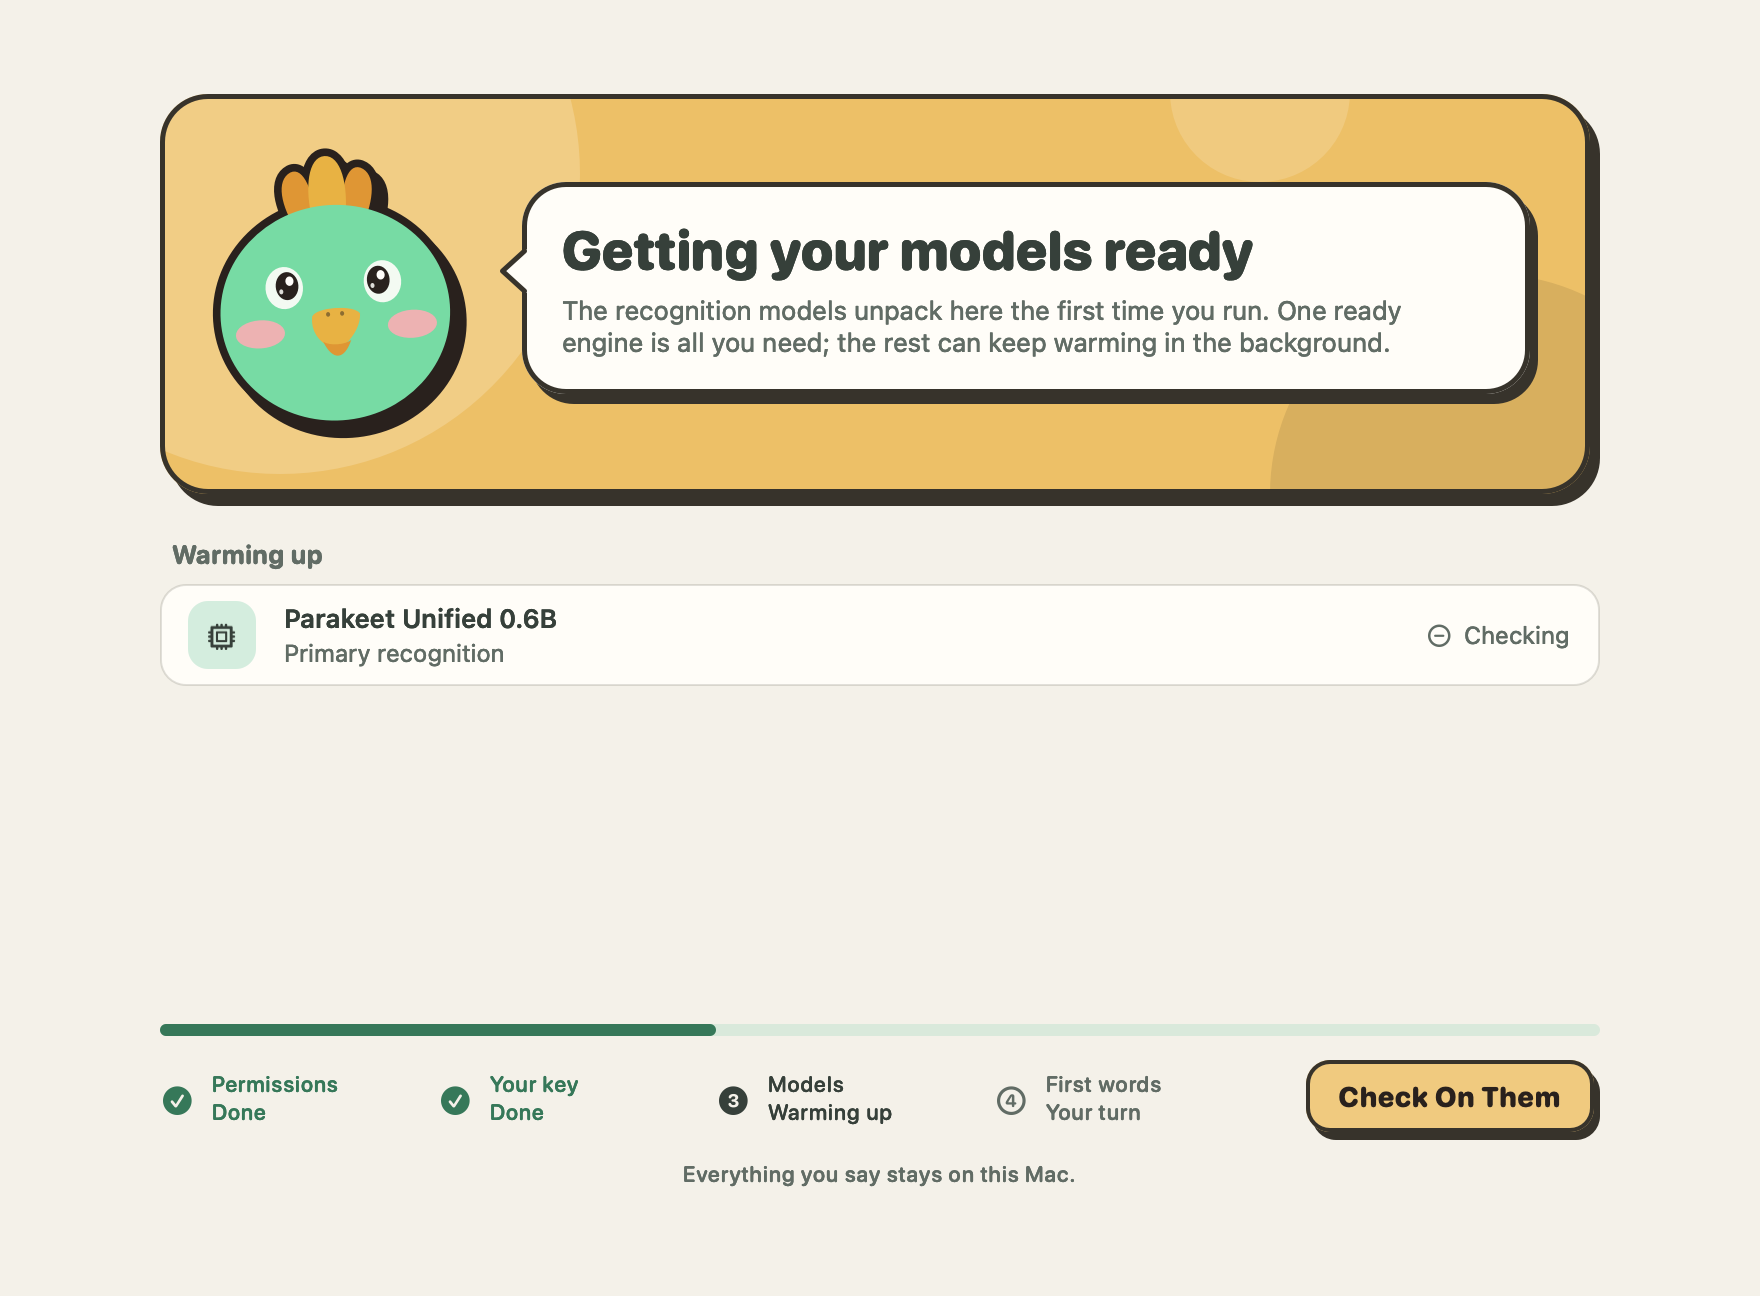 Getting your models ready
The recognition models unpack here the first time you run. One ready
engine is all you need; the rest can keep warming in the background.
Warming up
Parakeet Unified 0.6B
Primary recognition
Checking
Permissions
Done
Your key
Done
3
Models
Warming up
4
First words
Your turn
Check On Them
Everything you say stays on this Mac.